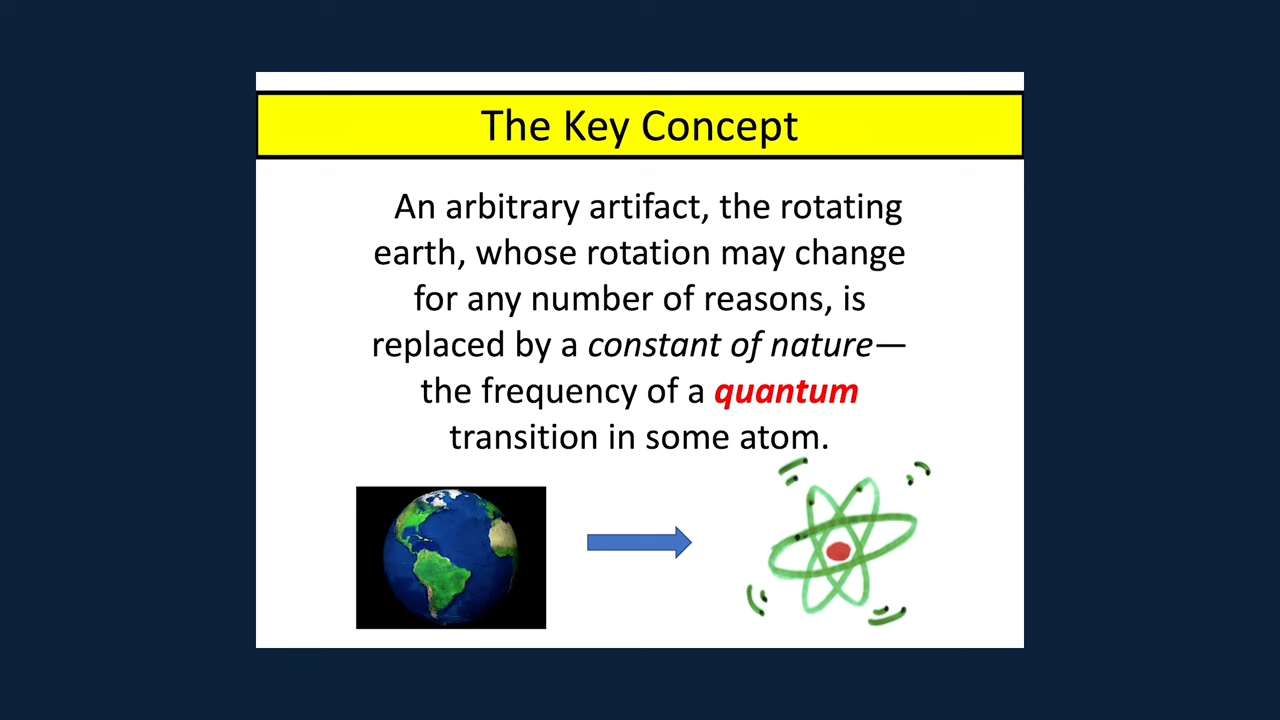 The Key Concept
An arbitrary artifact, the rotating
earth, whose rotation may change
for any number of reasons, is
replaced by a constant of nature—
the frequency of a quantum
transition in some atom.